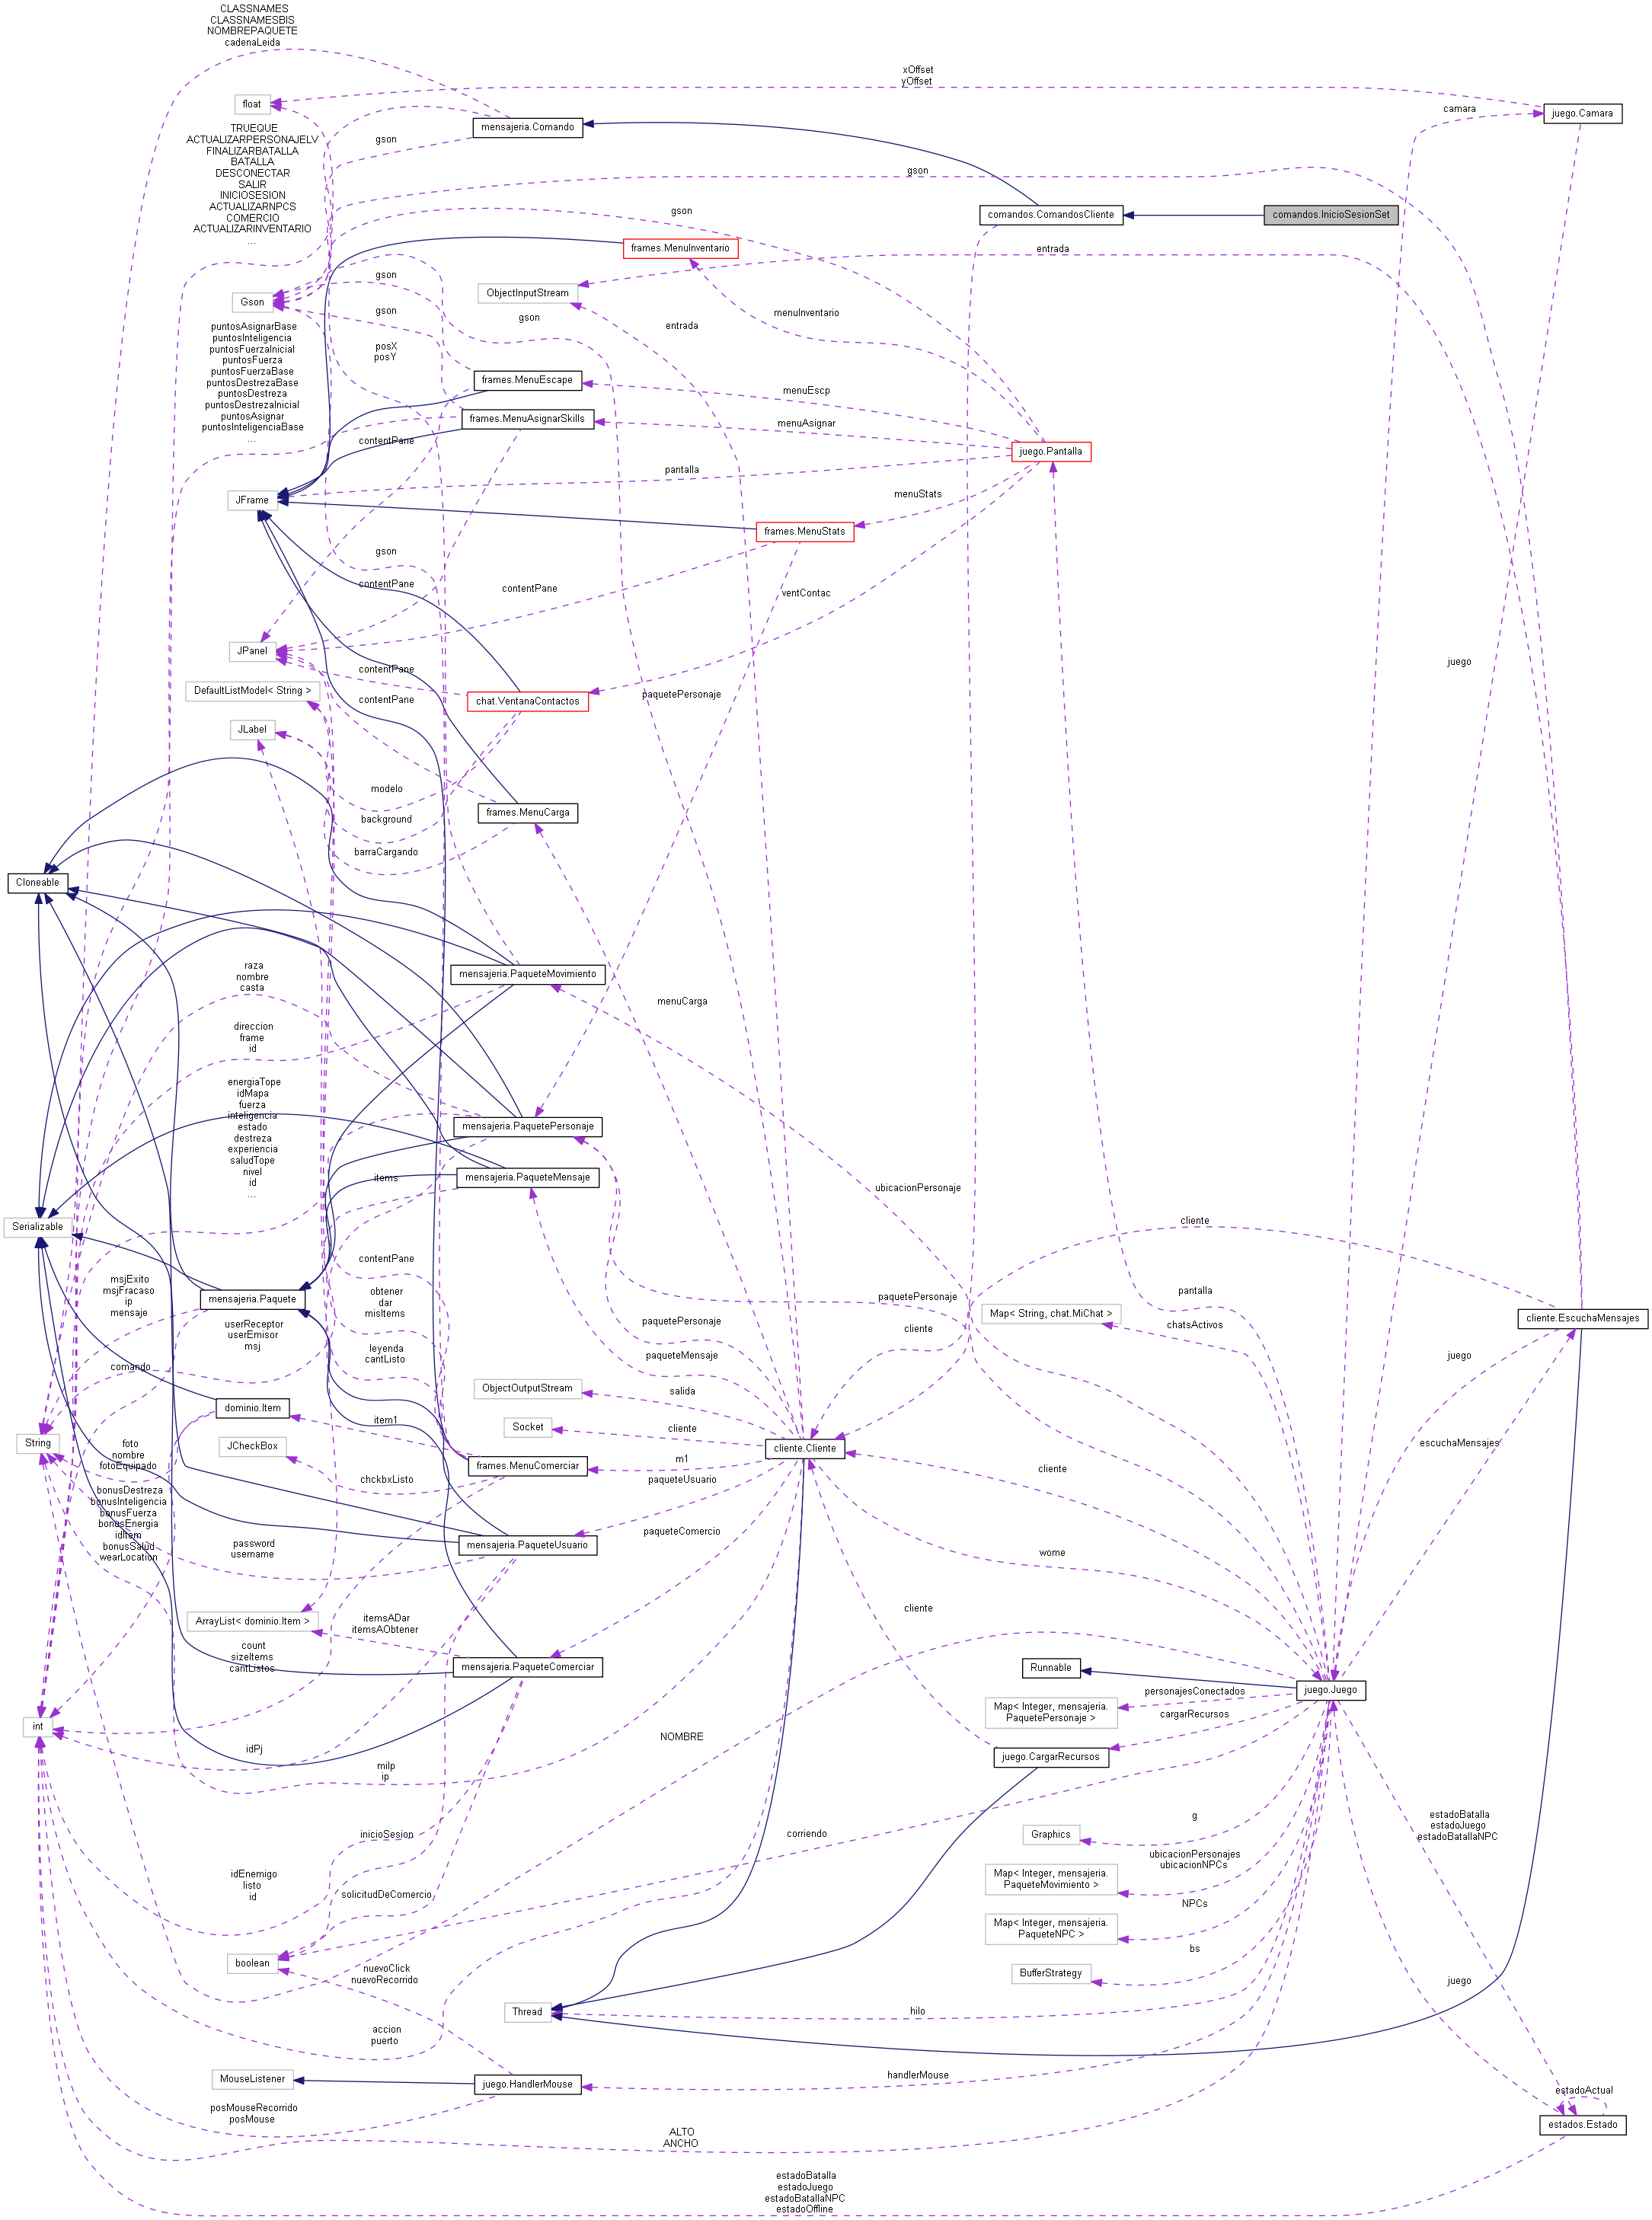 CLASSNAMES
CLASSNAMESBIS
NOMBREPAQUETE
cadenaLeida
xOffset
yOffset
float
camara
juego.Camara
mensajeria.Comando
TRUEQUE
ACTUALIZARPERSONAJELV
FINALIZARBATALLA
BATALLA
DESCONECTAR
SALIR
INICIOSESION
ACTUALIZARNPCS
COMERCIO
ACTUALIZARINVENTARIO
...
gson
gson
gson
comandos.ComandosCliente
comandos.InicioSesionSet
frames.MenuInventario
entrada
gson
ObjectInputStream
Gson
menuInventario
gson
gson
entrada
puntosAsignarBase
puntosInteligencia
puntosFuerzaInicial
puntosFuerza
puntosFuerzaBase
puntosDestrezaBase
puntosDestreza
puntosDestrezaInicial
puntosAsignar
puntosInteligenciaBase
...
posX
posY
frames.MenuEscape
menuEscp
frames.MenuAsignarSkills
menuAsignar
contentPane
juego.Pantalla
pantalla
JFrame
menuStats
frames.MenuStats
gson
contentPane
contentPane
ventContac
JPanel
juego
contentPane
DefaultListModel< String >
paquetePersonaje
contentPane
chat.VentanaContactos
JLabel
modelo
background
frames.MenuCarga
barraCargando
Cloneable
raza
nombre
casta
mensajeria.PaqueteMovimiento
menuCarga
direccion
frame
id
energiaTope
idMapa
fuerza
inteligencia
estado
destreza
experiencia
saludTope
nivel
id
...
mensajeria.PaquetePersonaje
items
mensajeria.PaqueteMensaje
ubicacionPersonaje
Serializable
cliente
contentPane
msjExito
msjFracaso
ip
mensaje
mensajeria.Paquete
obtener
dar
misItems
paquetePersonaje
pantalla
Map< String, chat.MiChat >
chatsActivos
cliente.EscuchaMensajes
userReceptor
userEmisor
msj
paquetePersonaje
cliente
leyenda
cantListo
paqueteMensaje
juego
comando
ObjectOutputStream
salida
dominio.Item
item1
Socket
cliente
String
JCheckBox
foto
nombre
fotoEquipado
cliente.Cliente
escuchaMensajes
frames.MenuComerciar
m1
cliente
chckbxListo
paqueteUsuario
bonusDestreza
bonusInteligencia
bonusFuerza
bonusEnergia
idItem
bonusSalud
wearLocation
paqueteComercio
password
username
mensajeria.PaqueteUsuario
wome
cliente
ArrayList< dominio.Item >
itemsADar
itemsAObtener
count
sizeItems
cantListos
mensajeria.PaqueteComerciar
Runnable
juego.Juego
personajesConectados
Map< Integer, mensajeria.
PaquetePersonaje >
cargarRecursos
int
idPj
NOMBRE
juego.CargarRecursos
miIp
ip
g
Graphics
estadoBatalla
estadoJuego
estadoBatallaNPC
inicioSesion
corriendo
ubicacionPersonajes
ubicacionNPCs
Map< Integer, mensajeria.
PaqueteMovimiento >
idEnemigo
listo
id
solicitudDeComercio
NPCs
Map< Integer, mensajeria.
PaqueteNPC >
bs
boolean
nuevoClick
nuevoRecorrido
BufferStrategy
juego
Thread
hilo
accion
puerto
MouseListener
juego.HandlerMouse
handlerMouse
estadoActual
posMouseRecorrido
posMouse
estados.Estado
ALTO
ANCHO
estadoBatalla
estadoJuego
estadoBatallaNPC
estadoOffline